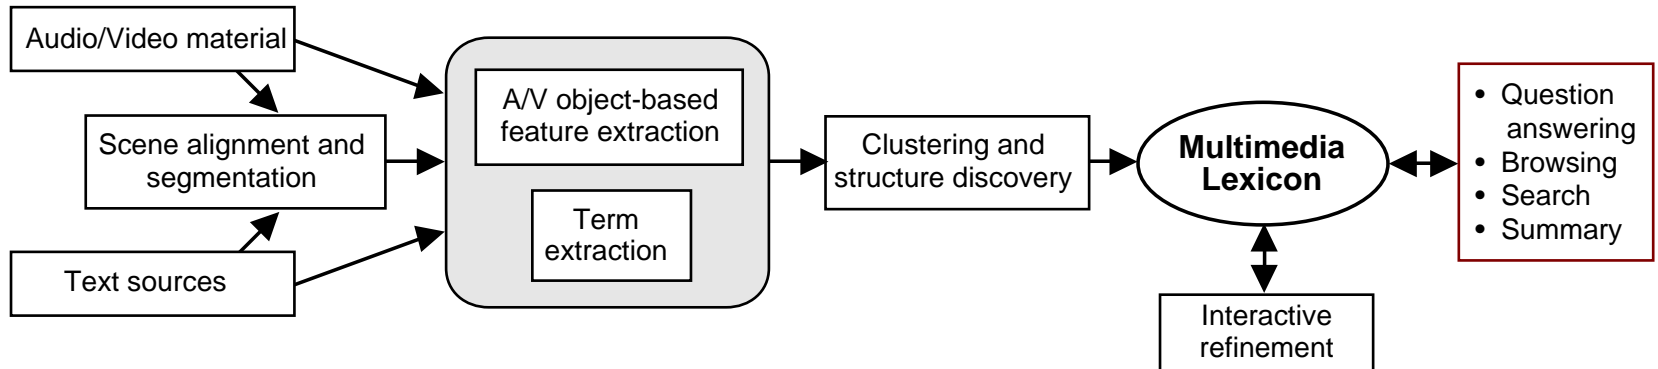 Audio/Video material
Scene alignment and
segmentation
Text sources
A/V object-based
feature extraction
Term
extraction
Clustering and
structure discovery
Multimedia
Lexicon
Interactive
refinement
• Question
answering
• Browsing
• Search
• Summary